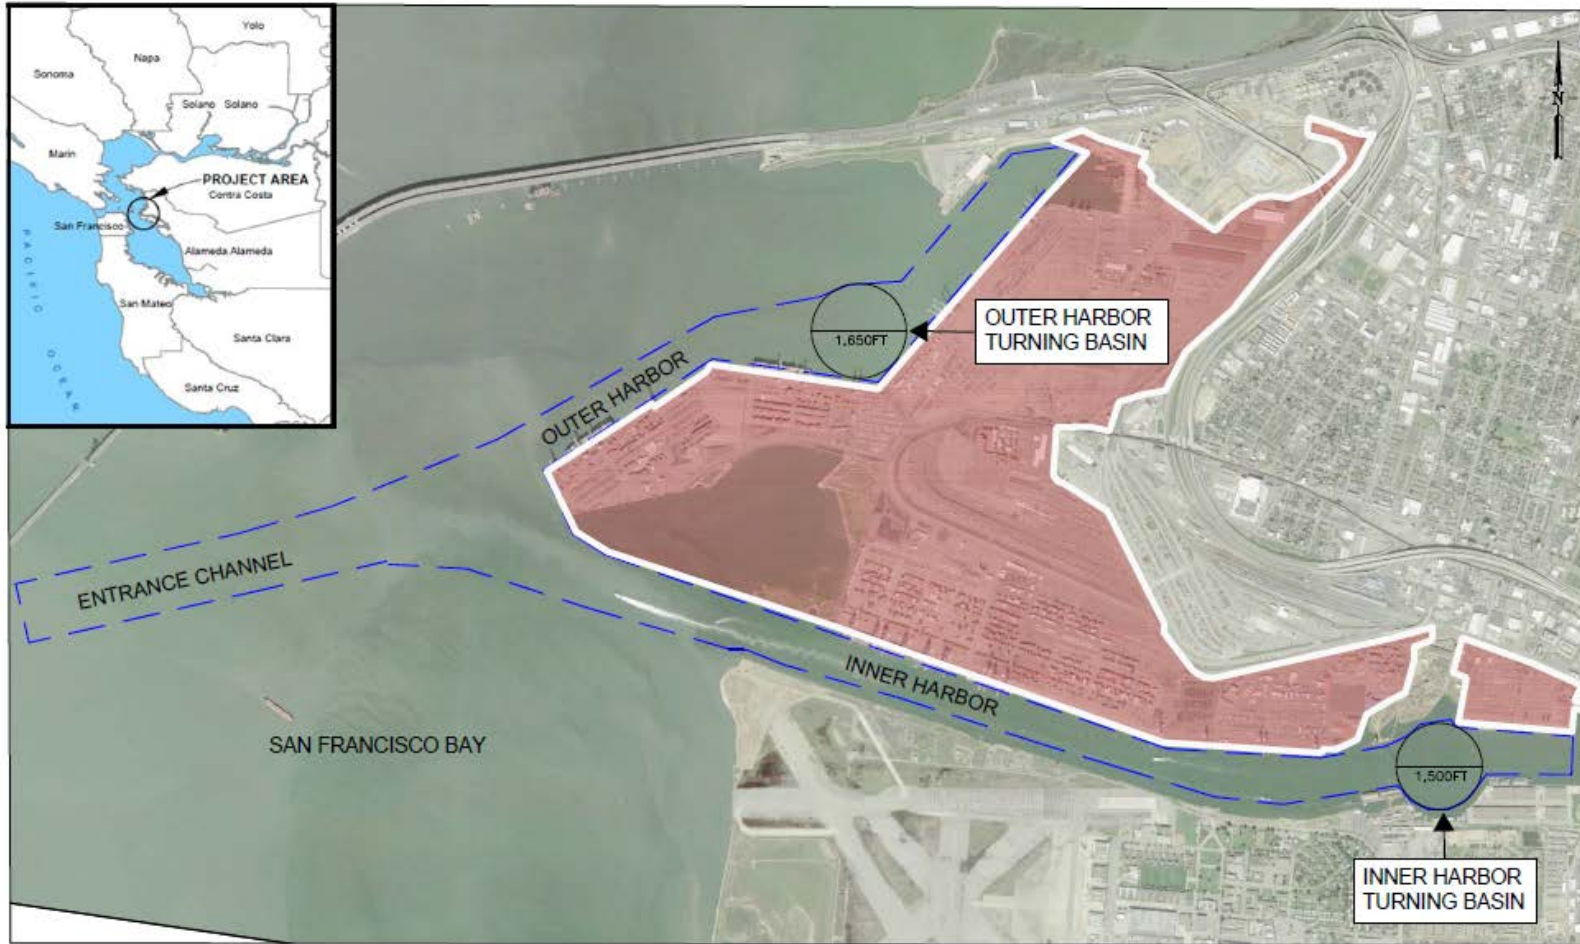 Yolo
Napa
Sonoma
Solano Solano
Marin
PROJECT AREA
Contra Costa
San Francisco
Alameda Alameda
San Mateo
Santa Clara
Santa Cruz
PACIFIC OCEAN
N
OUTER HARBOR
TURNING BASIN
1,650FT
OUTER HARBOR
ENTRANCE CHANNEL
INNER HARBOR
SAN FRANCISCO BAY
1,500FT
INNER HARBOR
TURNING BASIN